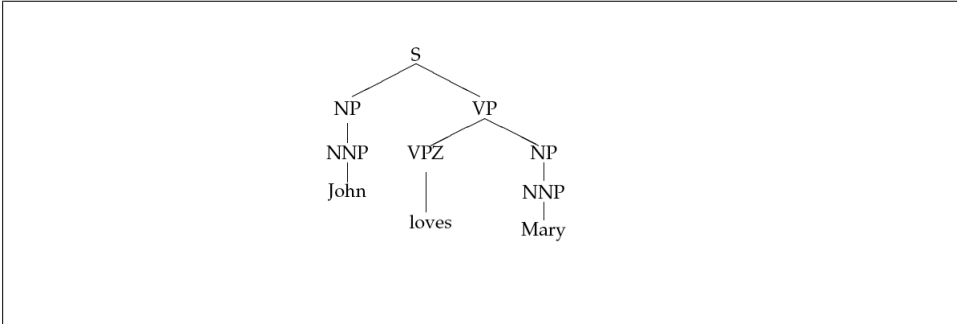 S
NP VP
NNP VPZ NP
John NNP
loves Mary